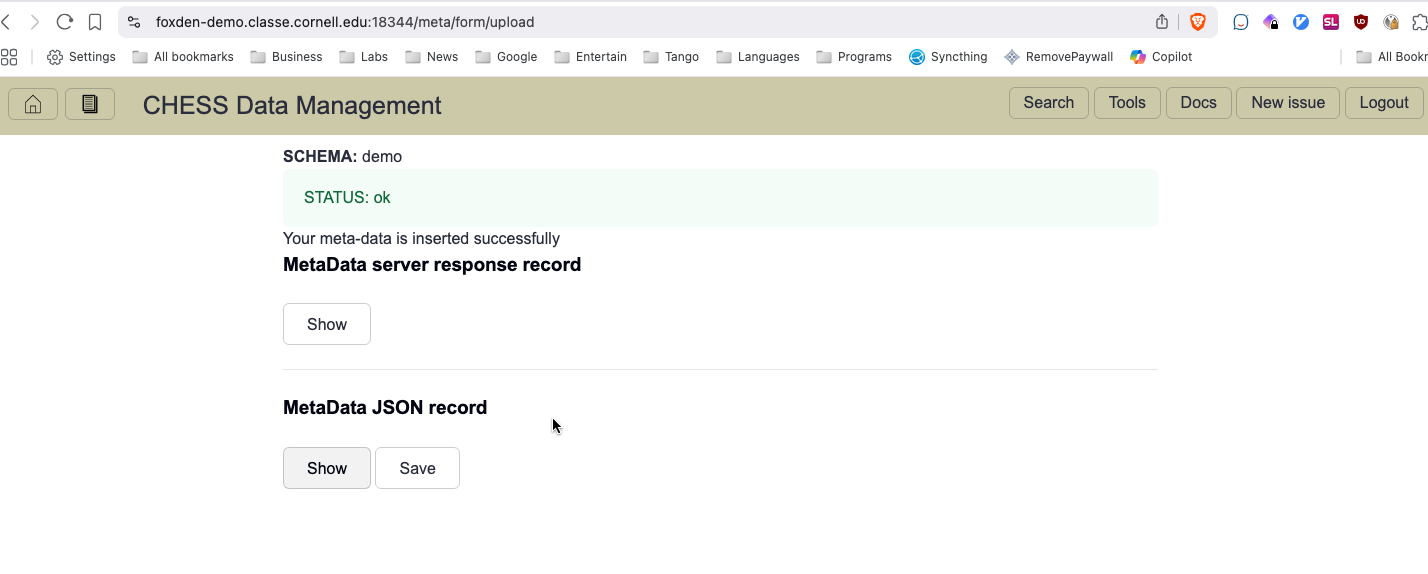 foxden-demo.classe.cornell.edu:18344/meta/form/upload
SL
Settings All bookmarks Business Labs News Google Entertain Tango Languages Programs Syncthing RemovePaywall Copilot All Bookr
CHESS Data Management Search Tools Docs New issue Logout
SCHEMA: demo
STATUS: ok
Your meta-data is inserted successfully
MetaData server response record
Show
MetaData JSON record
Show Save